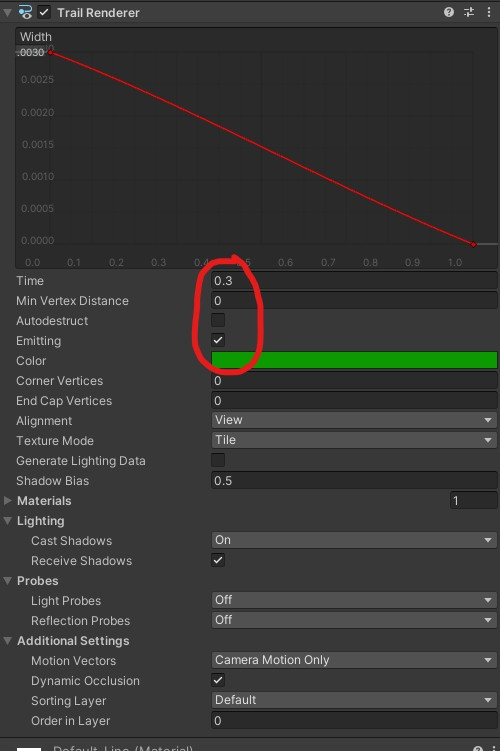 Trail Renderer
Width
.0030
0.0025
0.0020
0.0015
0.0010
0.0005
0.0000
0.0 0.1 0.2 0.3 0.4 0.5 0.6 0.7 0.8 0.9 1.0
Time 0.3
Min Vertex Distance 0
Autodestruct
Emitting
Color
Corner Vertices 0
End Cap Vertices 0
Alignment View
Texture Mode Tile
Generate Lighting Data
Shadow Bias 0.5
Materials 1
Lighting
Cast Shadows On
Receive Shadows
Probes
Light Probes Off
Reflection Probes Off
Additional Settings
Motion Vectors Camera Motion Only
Dynamic Occlusion
Sorting Layer Default
Order in Layer 0
Default-Line (Material)